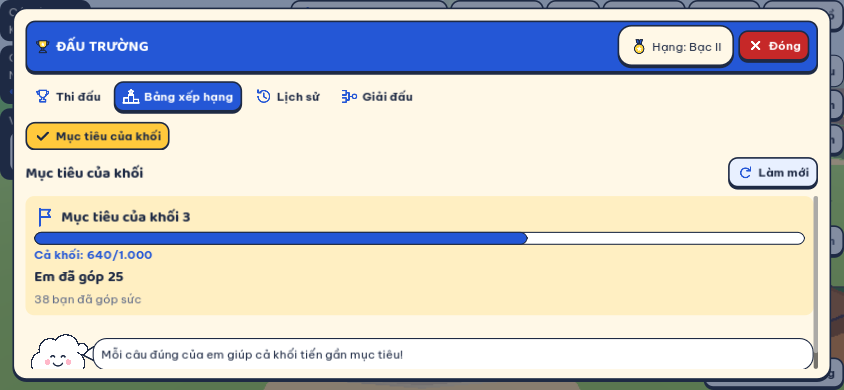 ĐẤU TRƯỜNG
Hạng: Bạc II
Đóng
Thi đấu
Bảng xếp hạng
Lịch sử
Giải đấu
Mục tiêu của khối
Mục tiêu của khối
Làm mới
Mục tiêu của khối 3
Cả khối: 640/1.000
Em đã góp 25
38 bạn đã góp sức
Mỗi câu đúng của em giúp cả khối tiến gần mục tiêu!